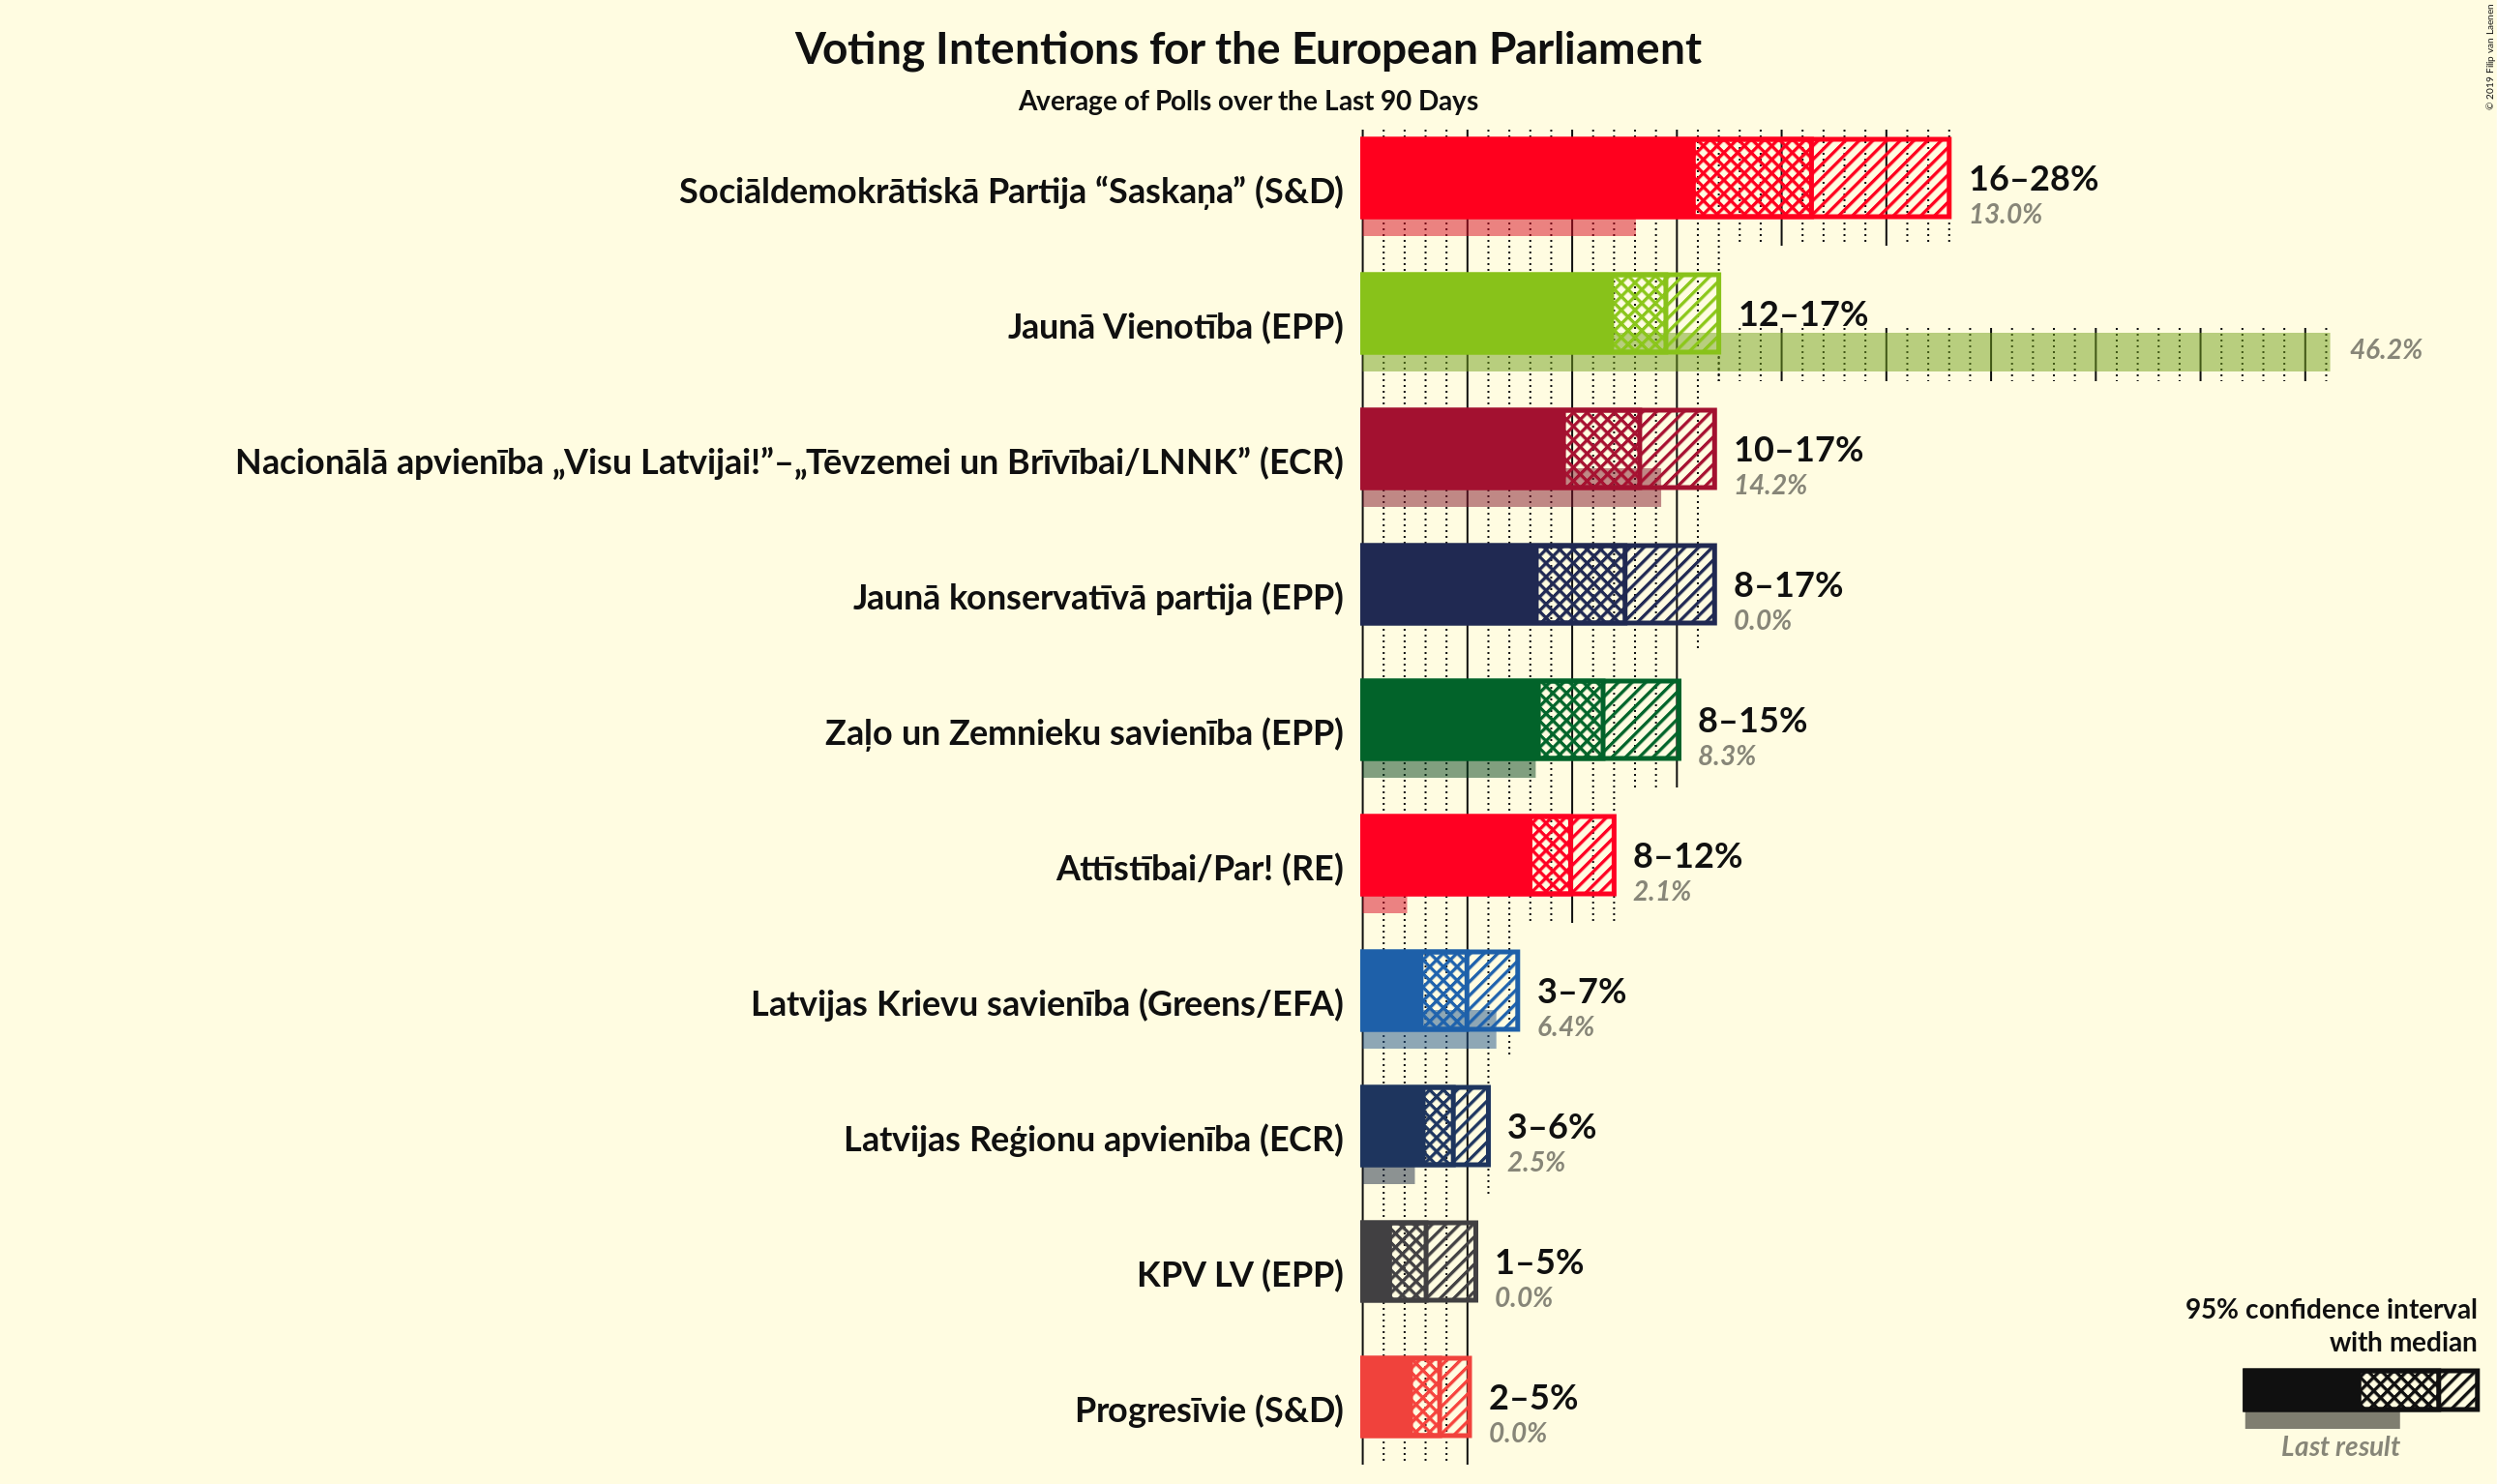 Voting Intentions for the European Parliament
Average of Polls over the Last 90 Days
© 2019 Filip van Laenen
Sociāldemokrātiskā Partija “Saskaņa” (S&D)
16–28%
13.0%
Jaunā Vienotība (EPP)
12–17%
46.2%
Nacionālā apvienība „Visu Latvijai!”–„Tēvzemei un Brīvībai/LNNK” (ECR)
10–17%
14.2%
Jaunā konservatīvā partija (EPP)
8–17%
0.0%
Zaļo un Zemnieku savienība (EPP)
8–15%
8.3%
Attīstībai/Par! (RE)
8–12%
2.1%
Latvijas Krievu savienība (Greens/EFA)
3–7%
6.4%
Latvijas Reģionu apvienība (ECR)
3–6%
2.5%
KPV LV (EPP)
1–5%
0.0%
Progresīvie (S&D)
2–5%
0.0%
95% confidence interval
with median
Last result